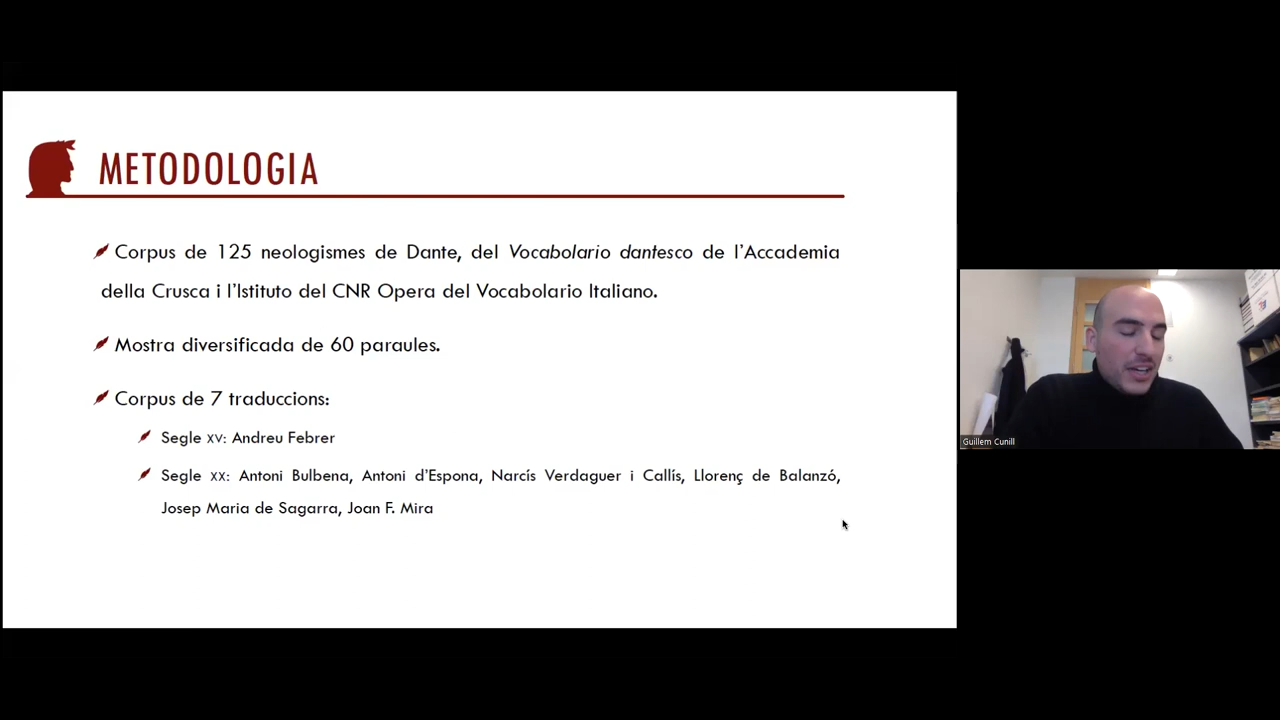 METODOLOGIA
Corpus de 125 neologismes de Dante, del Vocabolario dantesco de l’Accademia
della Crusca i l’Istituto del CNR Opera del Vocabolario Italiano.
Mostra diversificada de 60 paraules.
Corpus de 7 traduccions:
Segle XV: Andreu Febrer
Segle XX: Antoni Bulbena, Antoni d’Espona, Narcís Verdaguer i Callís, Llorenç de Balanzó,
Josep Maria de Sagarra, Joan F. Mira
Guillem Cunill